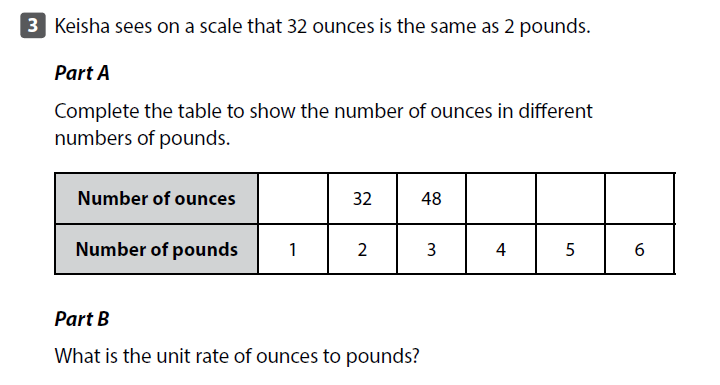 3 Keisha sees on a scale that 32 ounces is the same as 2 pounds.
Part A
Complete the table to show the number of ounces in different
numbers of pounds.
Number of ounces 32 48
Number of pounds 1 2 3 4 5 6
Part B
What is the unit rate of ounces to pounds?